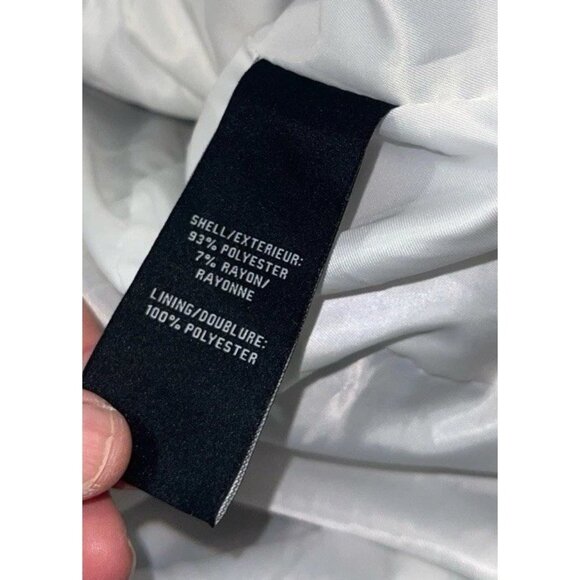 SHELL/EXTERIEUR:
93% POLYESTER
7% RAYON/
RAYONNE
LINING/DOUBLURE:
100% POLYESTER